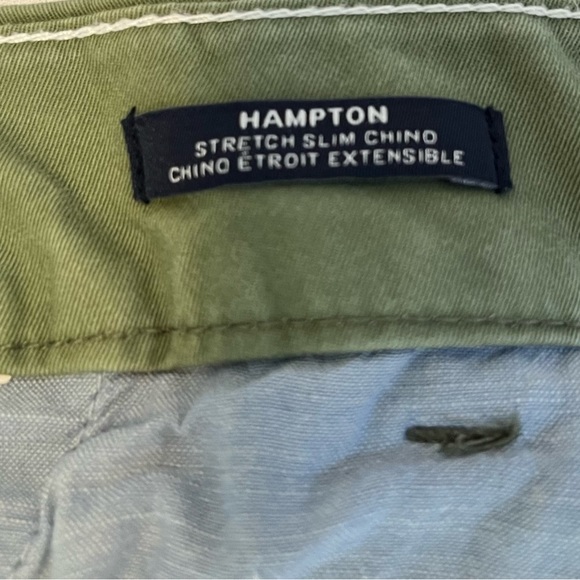 HAMPTON
STRETCH SLIM CHINO
CHINO ÉTROIT EXTENSIBLE